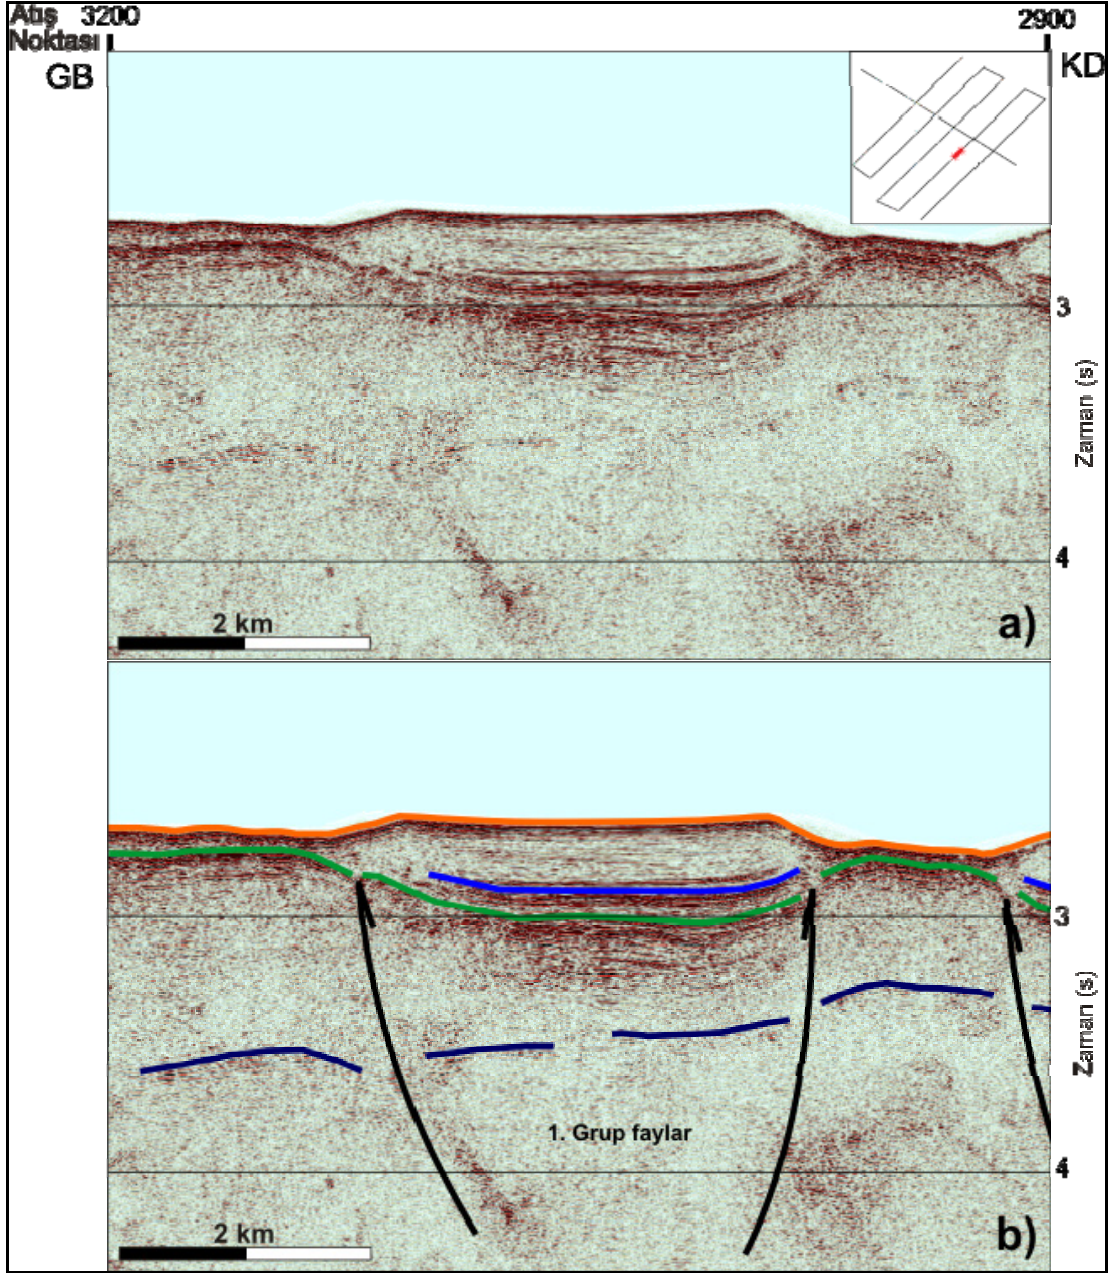 Atış 3200 2900
Noktası
GB KD
3
Zaman (s)
4
2 km a)
3
Zaman (s)
1. Grup faylar
4
2 km b)